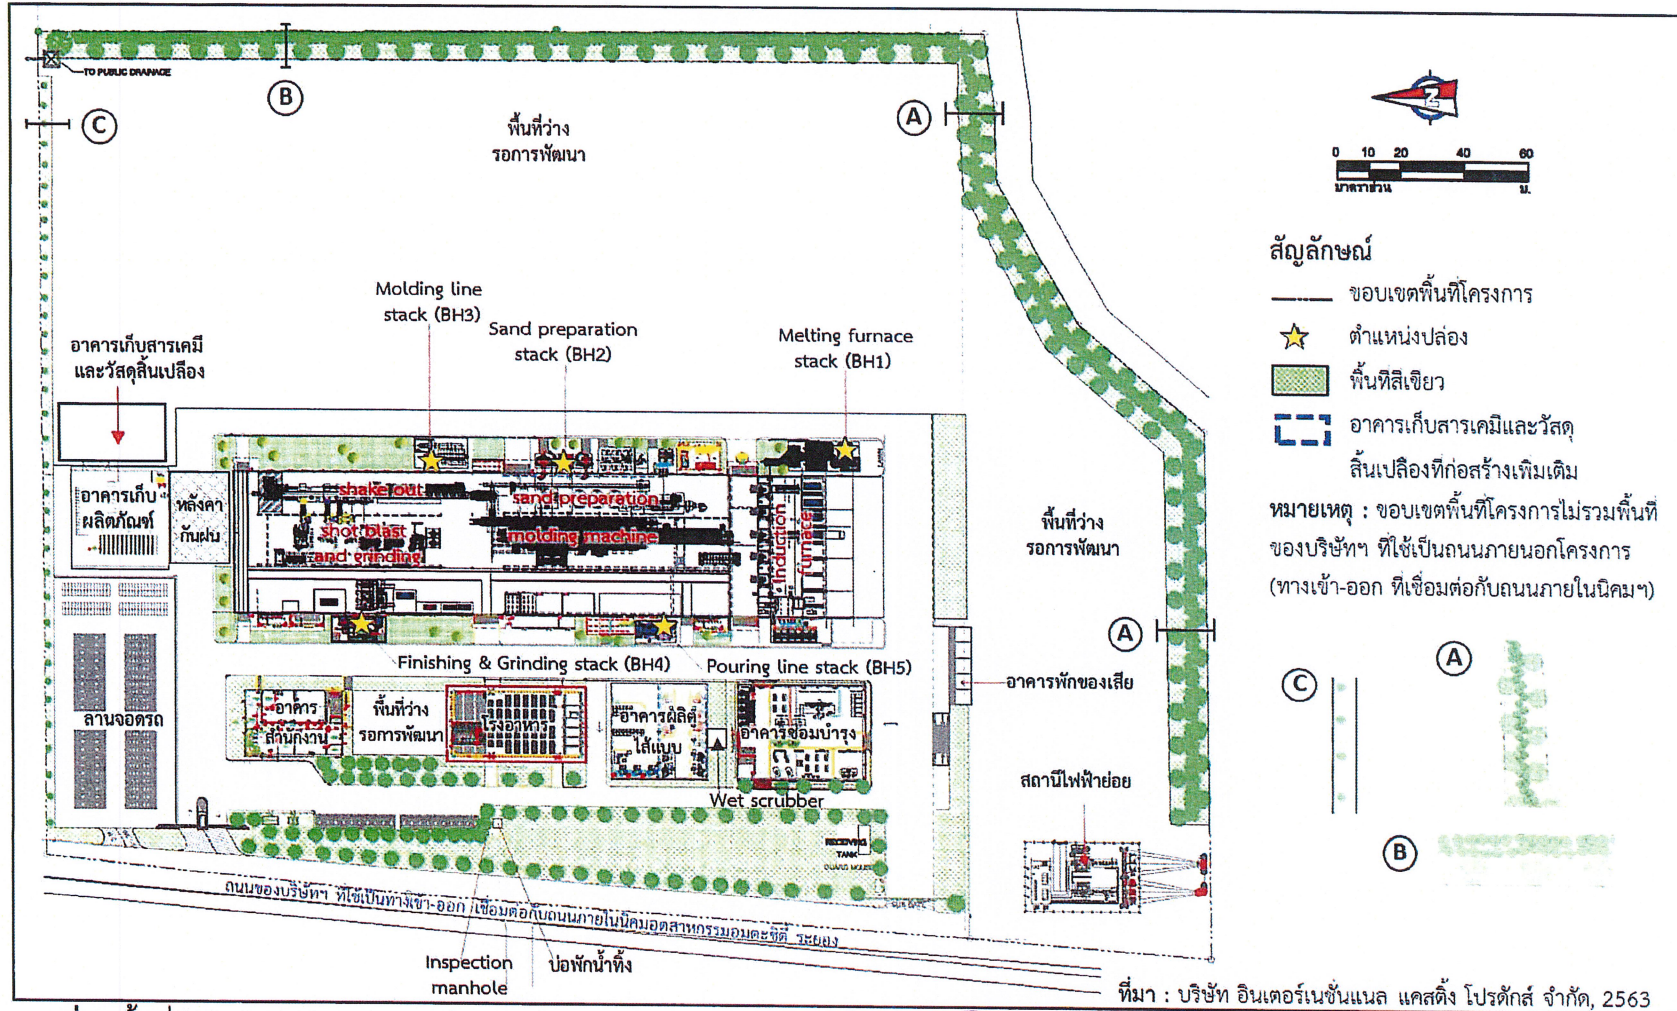 TO PUBLIC DRAINAGE
B
C
A
พื้นที่ว่าง
รอการพัฒนา
Z
0 10 20 40 60
มาตราส่วน ม.
สัญลักษณ์
ขอบเขตพื้นที่โครงการ
ตำแหน่งปล่อง
พื้นที่สีเขียว
อาคารเก็บสารเคมีและวัสดุ
สิ้นเปลืองที่ก่อสร้างเพิ่มเติม
หมายเหตุ : ขอบเขตพื้นที่โครงการไม่รวมพื้นที่
ของบริษัทฯ ที่ใช้เป็นถนนภายนอกโครงการ
(ทางเข้า-ออก ที่เชื่อมต่อกับถนนภายในนิคมฯ)
Molding line
stack (BH3)
Sand preparation
stack (BH2)
Melting furnace
stack (BH1)
อาคารเก็บสารเคมี
และวัสดุสิ้นเปลือง
อาคารเก็บ
ผลิตภัณฑ์
หลังคา
กันฝน
shake out
sand preparation
shot blast
and grinding
molding machine
Induction
furnace
พื้นที่ว่าง
รอการพัฒนา
A
Finishing & Grinding stack (BH4)
Pouring line stack (BH5)
อาคารพักของเสีย
ลานจอดรถ
อาคาร
สำนักงาน
พื้นที่ว่าง
รอการพัฒนา
โรงอาหาร
อาคารผลิต
ไส้แบบ
อาคารซ่อมบำรุง
Wet scrubber
สถานีไฟฟ้าย่อย
C
A
B
RECEIVING
TANK
ถนนของบริษัทฯ ที่ใช้เป็นทางเข้า-ออก เชื่อมต่อกับถนนภายในนิคมอุตสาหกรรมอมตะซิตี้ ระยอง
Inspection
manhole
บ่อพักน้ำทิ้ง
ที่มา : บริษัท อินเตอร์เนชั่นแนล แคสติ้ง โปรดักส์ จำกัด, 2563